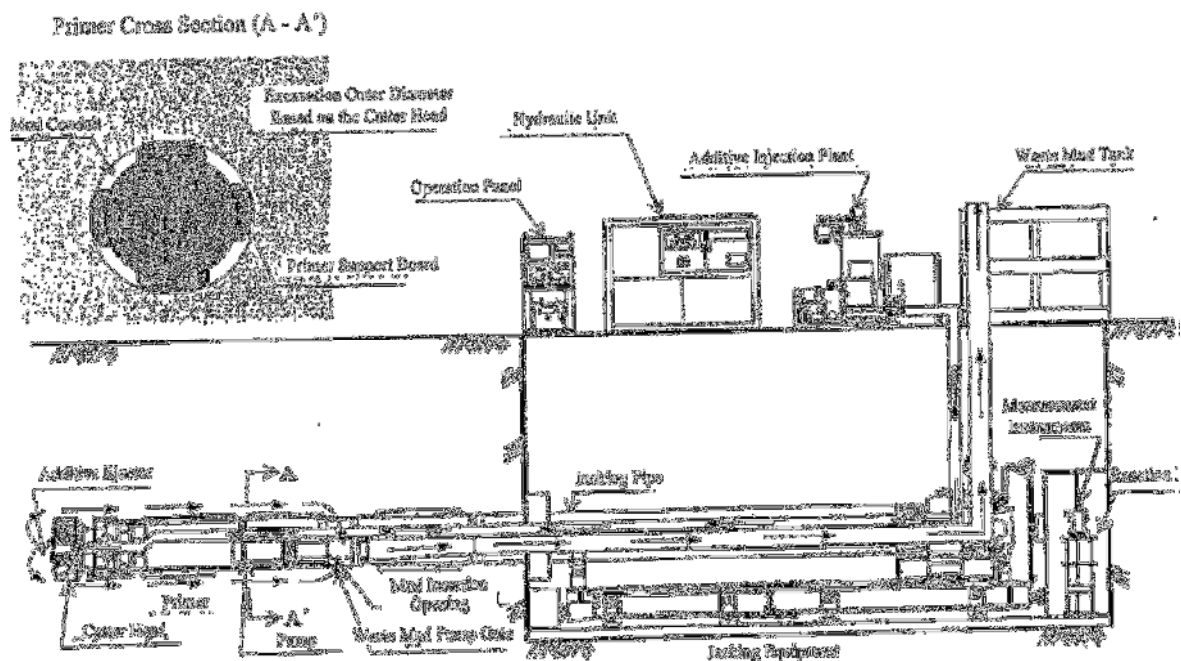 Primer Cross Section (A - A')
Excavation Outer Diameter
Based on the Cutter Head
Mud Conduit
Primer Support Board
Hydraulic Unit
Operation Panel
Additive Injection Plant
Waste Mud Tank
Measurement
Instruments
Reaction
Additive Ejector
A
Jacking Pipe
Mud Insertion
Opening
Primer
A'
Cutter Head
Pump
Waste Mud Pump Gate
Jacking Equipment